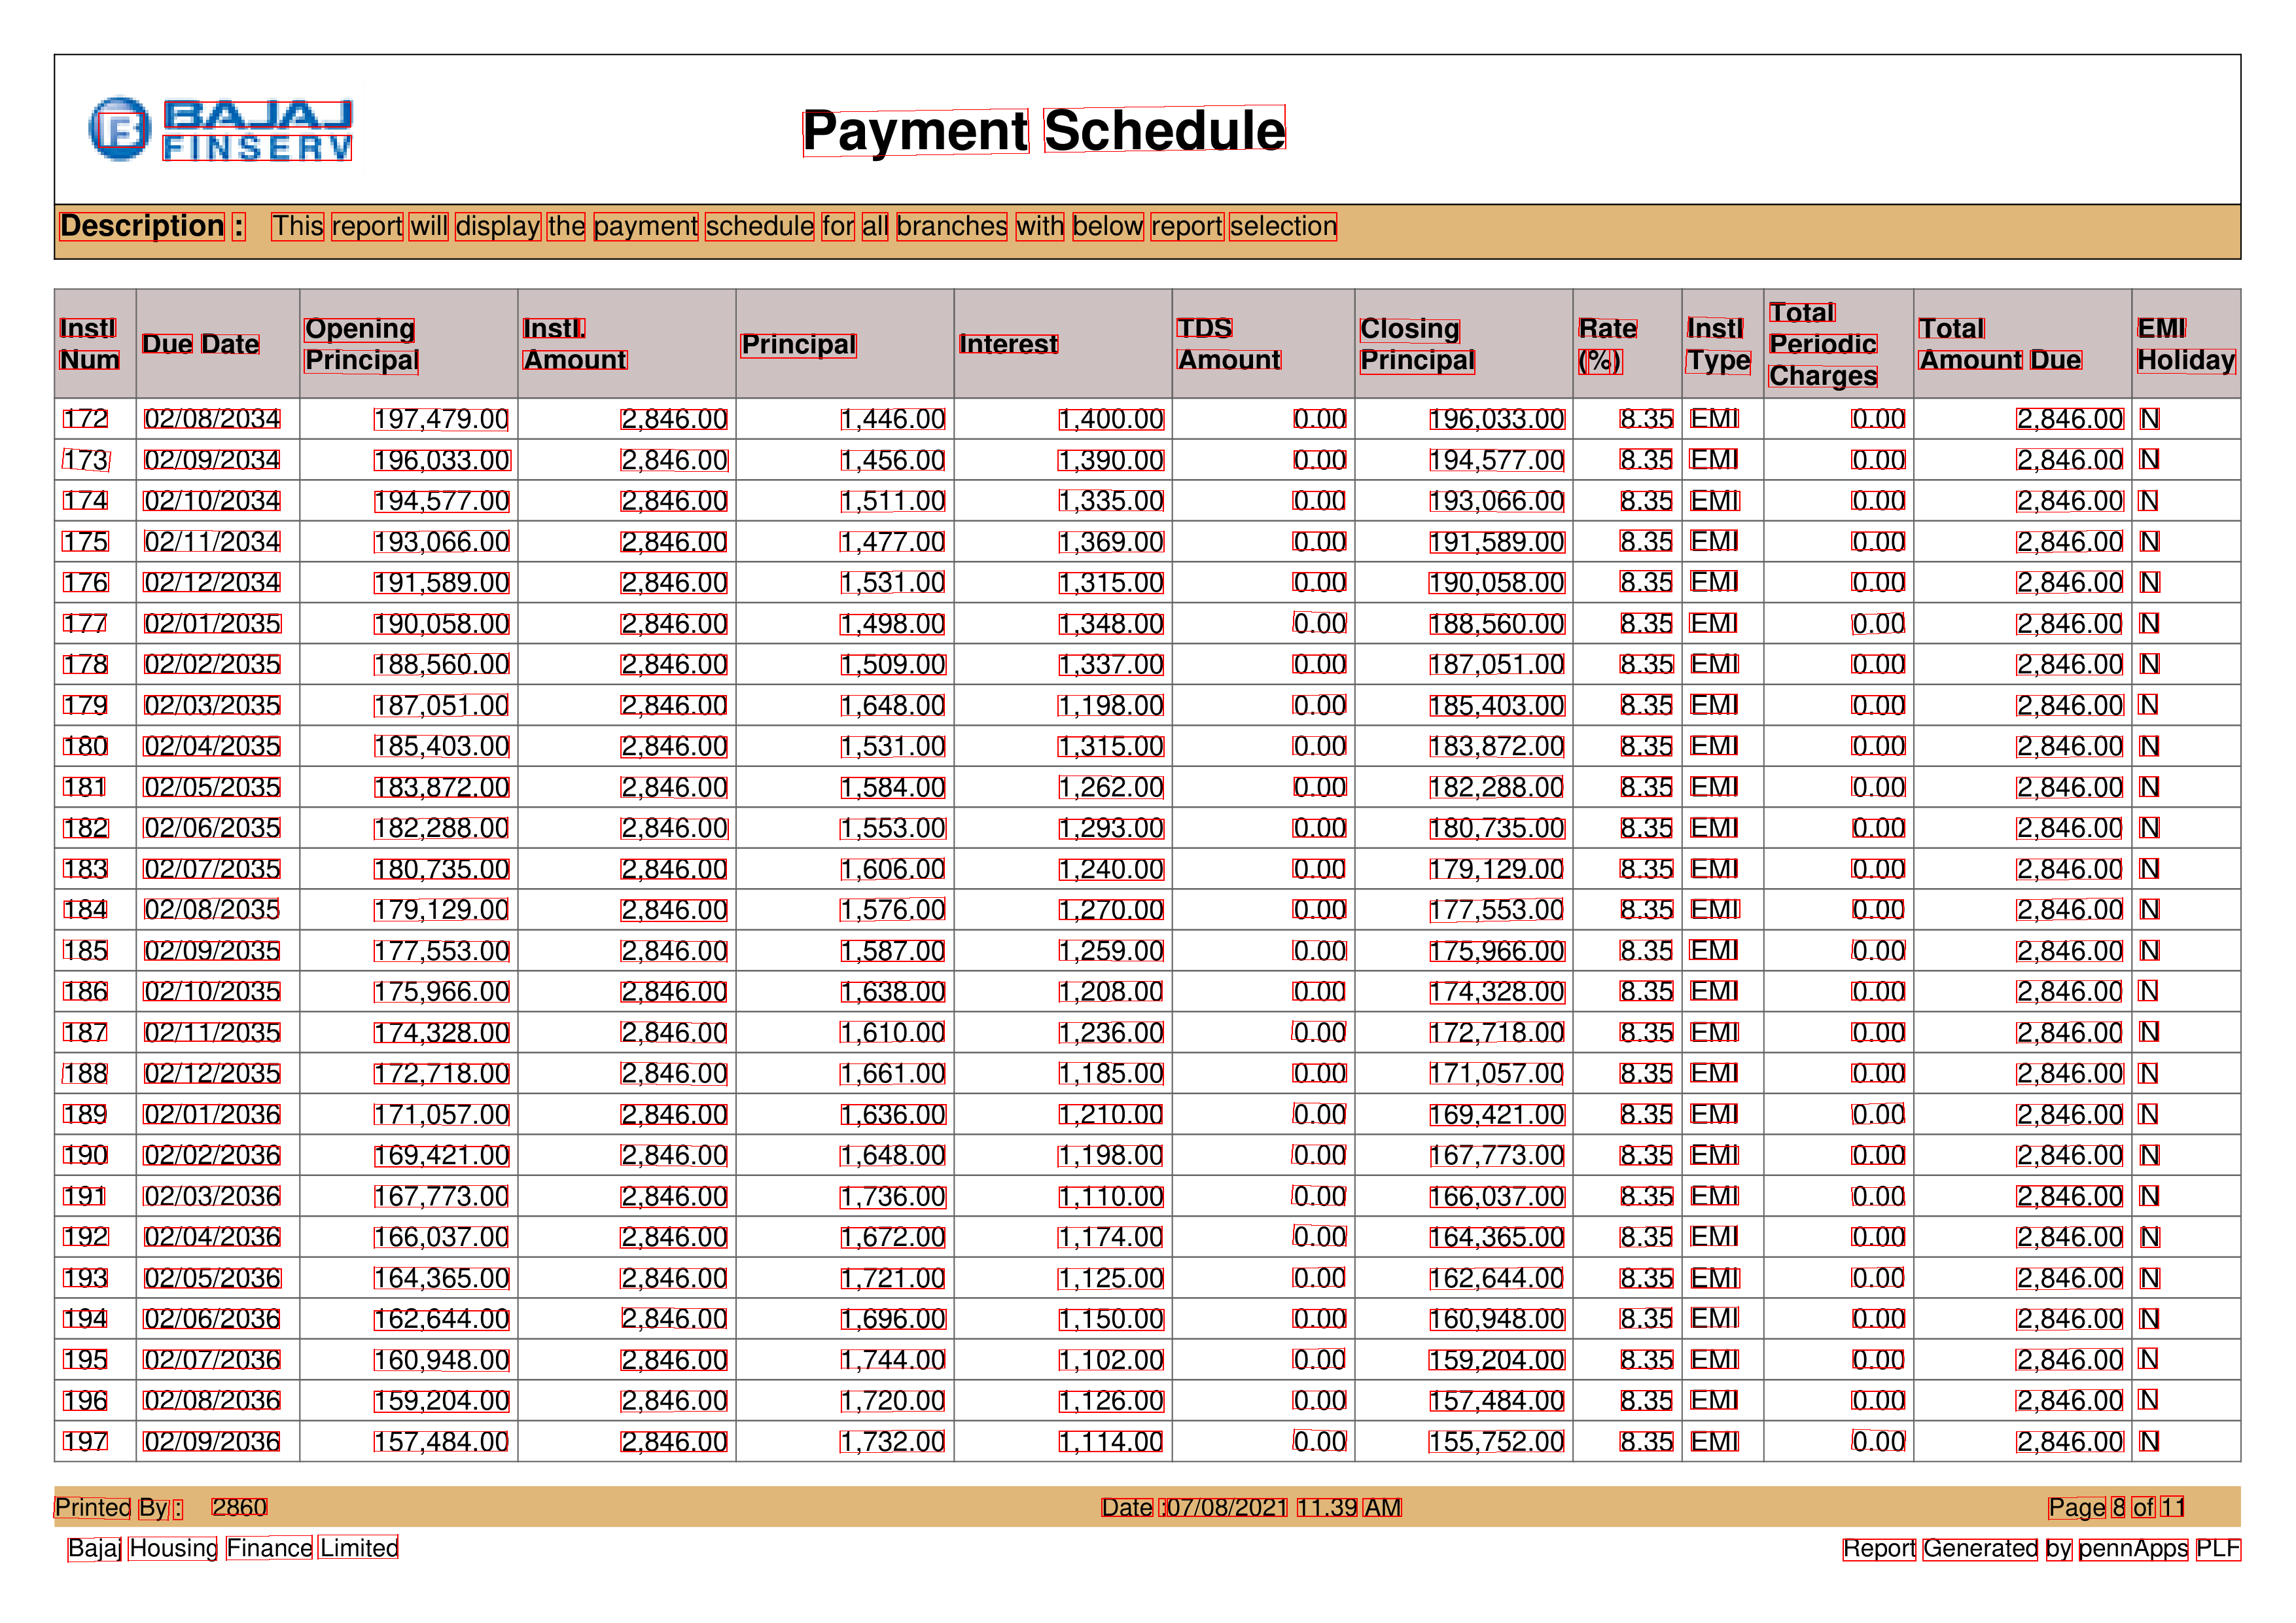 BAJAJ
FINSERV
Payment Schedule
Description : This report will display the payment schedule for all branches with below report selection
Instl Num Due Date Opening Principal Instl. Amount Principal Interest TDS Amount Closing Principal Rate (%) Instl Type Total Periodic Charges Total Amount Due EMI Holiday
172 02/08/2034 197,479.00 2,846.00 1,446.00 1,400.00 0.00 196,033.00 8.35 EMI 0.00 2,846.00 N
173 02/09/2034 196,033.00 2,846.00 1,456.00 1,390.00 0.00 194,577.00 8.35 EMI 0.00 2,846.00 N
174 02/10/2034 194,577.00 2,846.00 1,511.00 1,335.00 0.00 193,066.00 8.35 EMI 0.00 2,846.00 N
175 02/11/2034 193,066.00 2,846.00 1,477.00 1,369.00 0.00 191,589.00 8.35 EMI 0.00 2,846.00 N
176 02/12/2034 191,589.00 2,846.00 1,531.00 1,315.00 0.00 190,058.00 8.35 EMI 0.00 2,846.00 N
177 02/01/2035 190,058.00 2,846.00 1,498.00 1,348.00 0.00 188,560.00 8.35 EMI 0.00 2,846.00 N
178 02/02/2035 188,560.00 2,846.00 1,509.00 1,337.00 0.00 187,051.00 8.35 EMI 0.00 2,846.00 N
179 02/03/2035 187,051.00 2,846.00 1,648.00 1,198.00 0.00 185,403.00 8.35 EMI 0.00 2,846.00 N
180 02/04/2035 185,403.00 2,846.00 1,531.00 1,315.00 0.00 183,872.00 8.35 EMI 0.00 2,846.00 N
181 02/05/2035 183,872.00 2,846.00 1,584.00 1,262.00 0.00 182,288.00 8.35 EMI 0.00 2,846.00 N
182 02/06/2035 182,288.00 2,846.00 1,553.00 1,293.00 0.00 180,735.00 8.35 EMI 0.00 2,846.00 N
183 02/07/2035 180,735.00 2,846.00 1,606.00 1,240.00 0.00 179,129.00 8.35 EMI 0.00 2,846.00 N
184 02/08/2035 179,129.00 2,846.00 1,576.00 1,270.00 0.00 177,553.00 8.35 EMI 0.00 2,846.00 N
185 02/09/2035 177,553.00 2,846.00 1,587.00 1,259.00 0.00 175,966.00 8.35 EMI 0.00 2,846.00 N
186 02/10/2035 175,966.00 2,846.00 1,638.00 1,208.00 0.00 174,328.00 8.35 EMI 0.00 2,846.00 N
187 02/11/2035 174,328.00 2,846.00 1,610.00 1,236.00 0.00 172,718.00 8.35 EMI 0.00 2,846.00 N
188 02/12/2035 172,718.00 2,846.00 1,661.00 1,185.00 0.00 171,057.00 8.35 EMI 0.00 2,846.00 N
189 02/01/2036 171,057.00 2,846.00 1,636.00 1,210.00 0.00 169,421.00 8.35 EMI 0.00 2,846.00 N
190 02/02/2036 169,421.00 2,846.00 1,648.00 1,198.00 0.00 167,773.00 8.35 EMI 0.00 2,846.00 N
191 02/03/2036 167,773.00 2,846.00 1,736.00 1,110.00 0.00 166,037.00 8.35 EMI 0.00 2,846.00 N
192 02/04/2036 166,037.00 2,846.00 1,672.00 1,174.00 0.00 164,365.00 8.35 EMI 0.00 2,846.00 N
193 02/05/2036 164,365.00 2,846.00 1,721.00 1,125.00 0.00 162,644.00 8.35 EMI 0.00 2,846.00 N
194 02/06/2036 162,644.00 2,846.00 1,696.00 1,150.00 0.00 160,948.00 8.35 EMI 0.00 2,846.00 N
195 02/07/2036 160,948.00 2,846.00 1,744.00 1,102.00 0.00 159,204.00 8.35 EMI 0.00 2,846.00 N
196 02/08/2036 159,204.00 2,846.00 1,720.00 1,126.00 0.00 157,484.00 8.35 EMI 0.00 2,846.00 N
197 02/09/2036 157,484.00 2,846.00 1,732.00 1,114.00 0.00 155,752.00 8.35 EMI 0.00 2,846.00 N
Printed By : 2860 Date :07/08/2021 11.39 AM Page 8 of 11
Bajaj Housing Finance Limited Report Generated by pennApps PLF